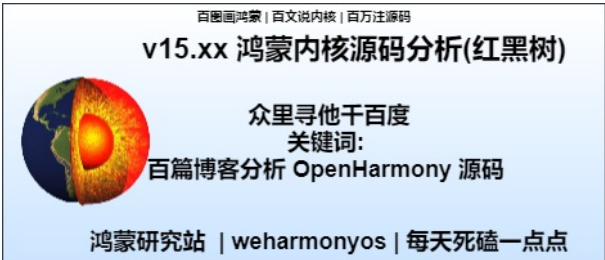 百图画鸿蒙 | 百文说内核 | 百万注源码
v15.xx 鸿蒙内核源码分析(红黑树)
众里寻他千百度
关键词:
百篇博客分析 OpenHarmony 源码
鸿蒙研究站 | weharmonyos | 每天死磕一点点